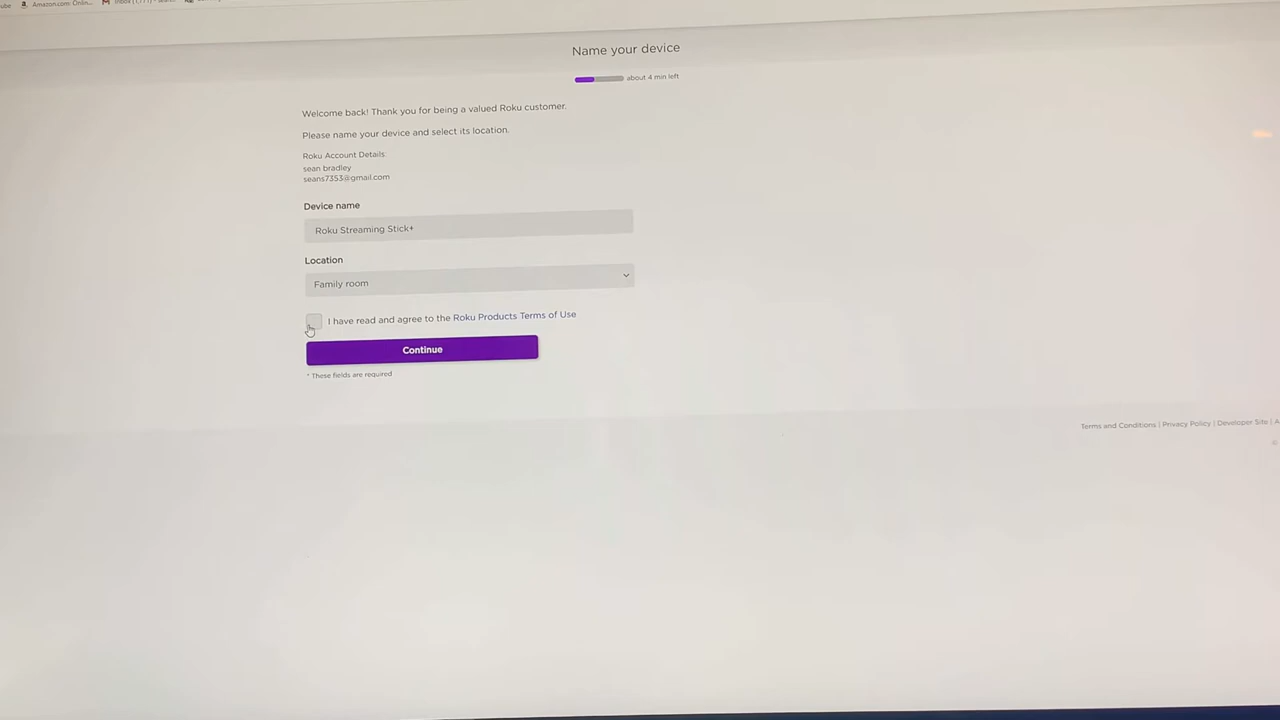 Amazon.com: Onlin...
Name your device
about 4 min left
Welcome back! Thank you for being a valued Roku customer.
Please name your device and select its location.
Roku Account Details:
sean bradley
seans7353@gmail.com
Device name
Roku Streaming Stick+
Location
Family room
I have read and agree to the Roku Products Terms of Use
Continue
* These fields are required
Terms and Conditions | Privacy Policy | Developer Site | A